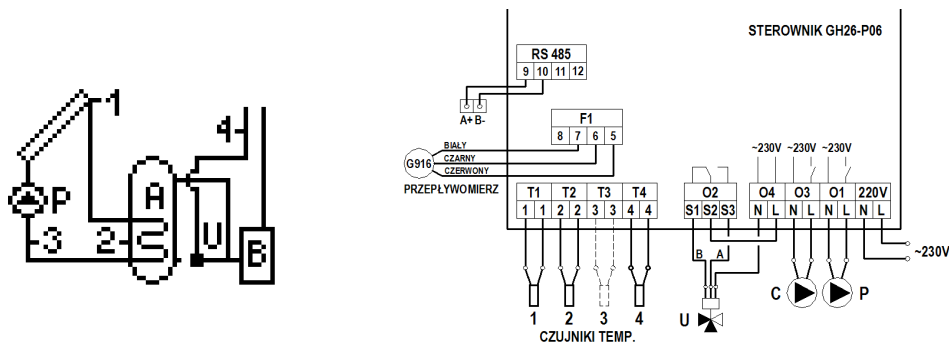 1
4
P
A
3
2
U
B
STEROWNIK GH26-P06
RS 485
9 10 11 12
A+ B-
F1
8 7 6 5
BIAŁY
CZARNY
CZERWONY
G916
PRZEPŁYWOMIERZ
~230V ~230V ~230V
T1 T2 T3 T4 O2 O4 O3 O1 220V
1 1 2 2 3 3 4 4 S1 S2 S3 N L N L N L N L
~230V
B A
C P
1 2 3 4 U
CZUJNIKI TEMP.